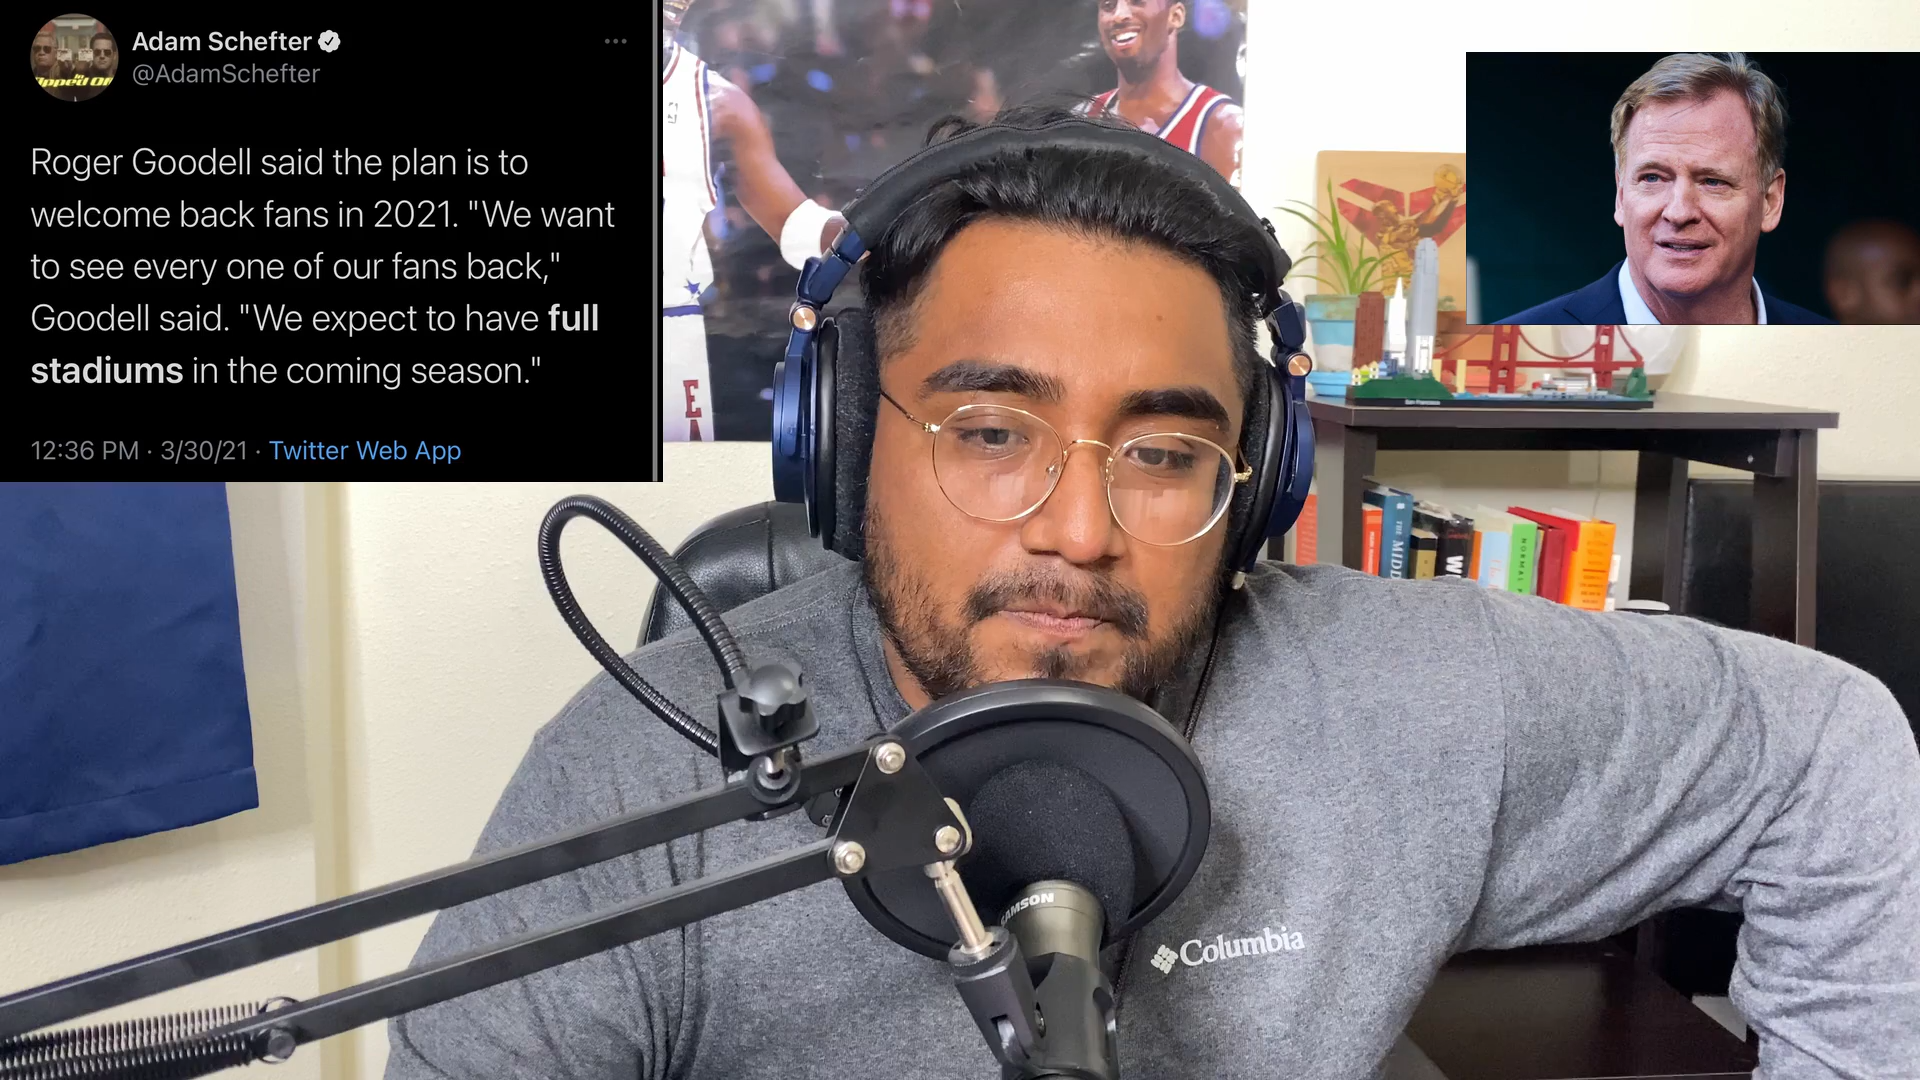 Adam Schefter
@AdamSchefter
Roger Goodell said the plan is to
welcome back fans in 2021. "We want
to see every one of our fans back,"
Goodell said. "We expect to have full
stadiums in the coming season."
12:36 PM · 3/30/21 · Twitter Web App
SAMSON
Columbia
NORMAL